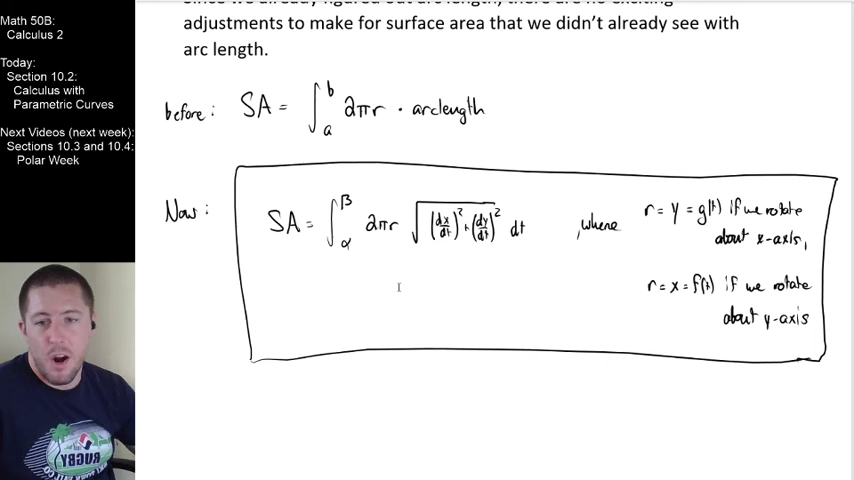 Math 50B:
Calculus 2
Today:
Section 10.2:
Calculus with
Parametric Curves
Next Videos (next week):
Sections 10.3 and 10.4:
Polar Week
adjustments to make for surface area that we didn't already see with
arc length.
before: SA = ∫_a^b 2πr · arclength
Now: SA = ∫_α^β 2πr √((dx/dt)² + (dy/dt)²) dt , where r = y = g(t) if we rotate
about x-axis,
r = x = f(t) if we rotate
about y-axis
RUGBY